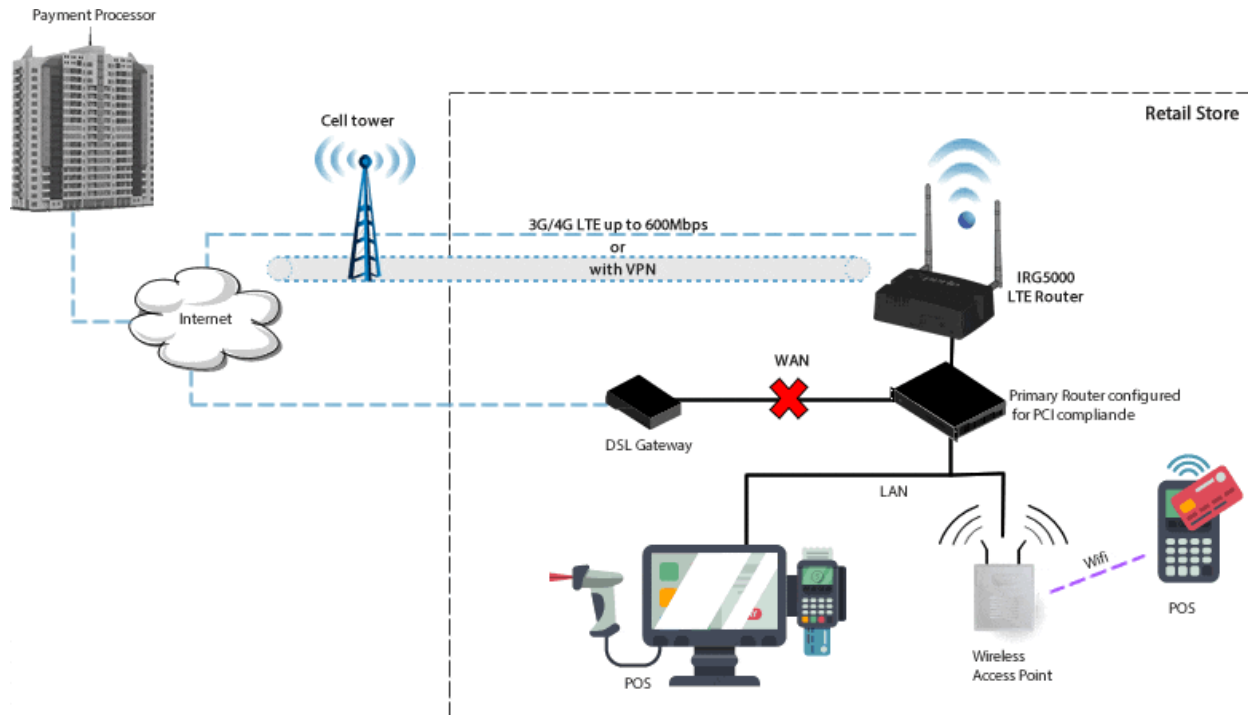 Payment Processor
Retail Store
Cell tower
3G/4G LTE up to 600Mbps
or
with VPN
IRG5000
LTE Router
Internet
WAN
Primary Router configured
for PCI compliande
DSL Gateway
LAN
Wifi
POS
Wireless
Access Point
POS